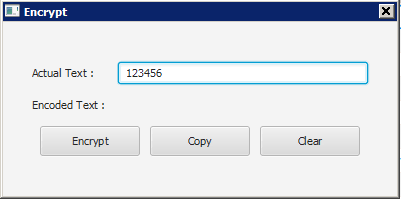 Encrypt
Actual Text : 123456
Encoded Text :
Encrypt Copy Clear